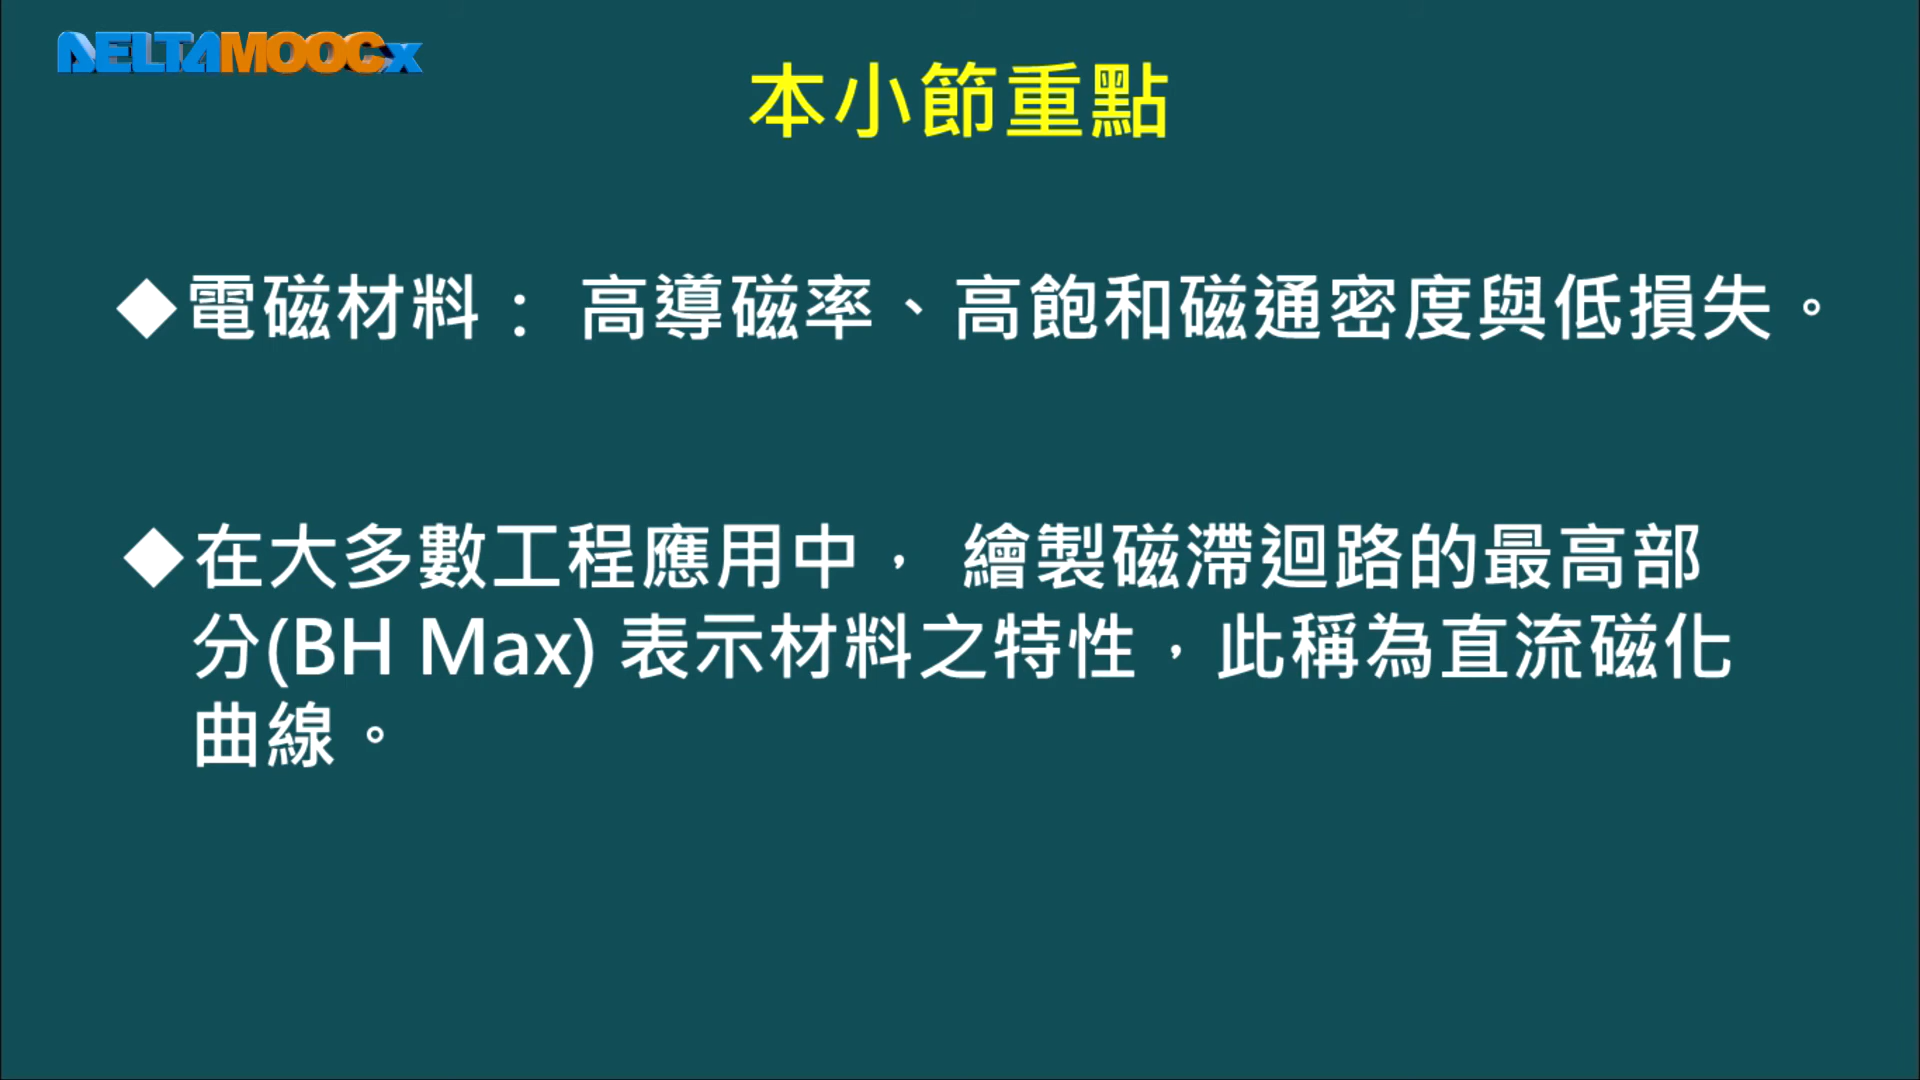 DELTAMOOCx
本小節重點
◆電磁材料： 高導磁率、高飽和磁通密度與低損失。
◆在大多數工程應用中， 繪製磁滯迴路的最高部
分(BH Max) 表示材料之特性，此稱為直流磁化
曲線。